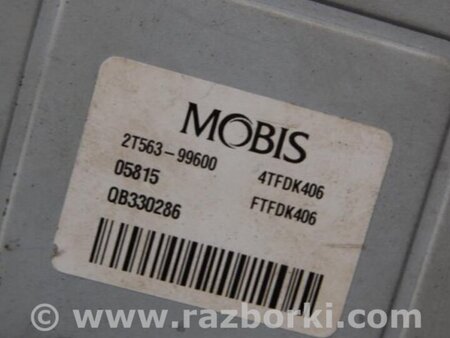 MOBIS
2T563-99600 4TFDK406
05815 FTFDK406
QB330286
© www.razborki.com